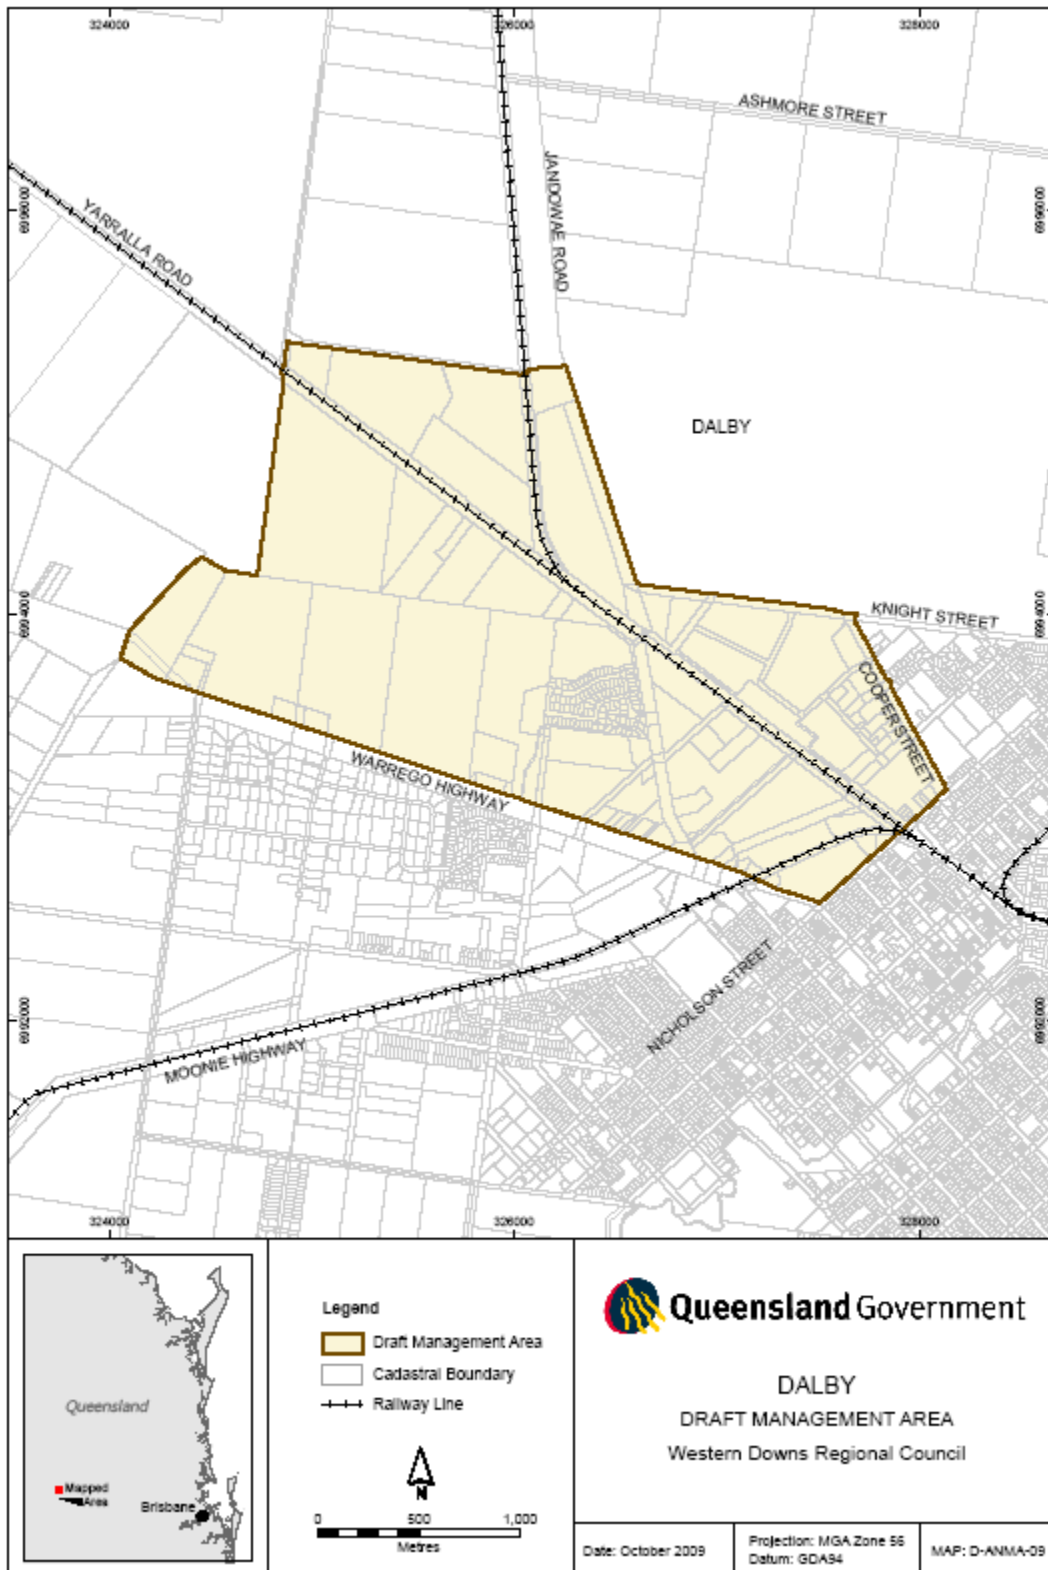 324000
326000
328000
ASHMORE STREET
JANDOWAE ROAD
YARRALLA ROAD
6996000
6996000
DALBY
6994000
KNIGHT STREET
6994000
COOPER STREET
WARREGO HIGHWAY
NICHOLSON STREET
6992000
6992000
MOONIE HIGHWAY
324000
326000
328000
Queensland
Mapped
Area
Brisbane
Legend
Draft Management Area
Cadastral Boundary
Railway Line
N
0 500 1,000
Metres
Queensland Government
DALBY
DRAFT MANAGEMENT AREA
Western Downs Regional Council
Date: October 2009
Projection: MGA Zone 56
Datum: GDA94
MAP: D-ANMA-09